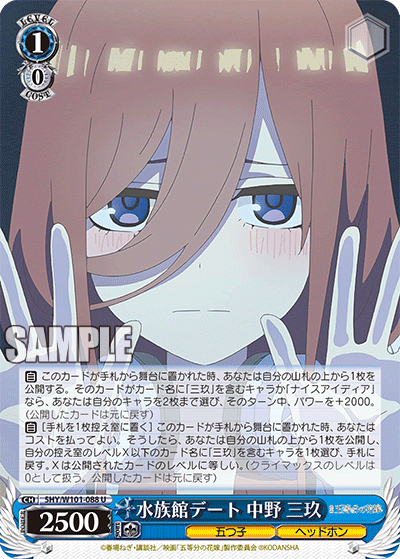 LEVEL
1
0
COST
SAMPLE
自 このカードが手札から舞台に置かれた時、あなたは自分の山札の上から1枚を
公開する。そのカードがカード名に「三玖」を含むキャラか「ナイスアイディア」
なら、あなたは自分のキャラを2枚まで選び、そのターン中、パワーを+2000。
(公開したカードは元に戻す)
自 [手札を1枚控え室に置く] このカードが手札から舞台に置かれた時、あなたは
コストを払ってよい。そうしたら、あなたは自分の山札の上から1枚を公開し、
自分の控え室のレベルX以下のカード名に「三玖」を含むキャラを1枚選び、手札に
戻す。Xは公開されたカードのレベルに等しい。(クライマックスのレベルは
0として扱う。公開したカードは元に戻す)
CH 5HY/W101-088 U
2500
水族館デート 中野 三玖
五つ子
ヘッドホン
©春場ねぎ・講談社/映画「五等分の花嫁」製作委員会 ©KODANSHA